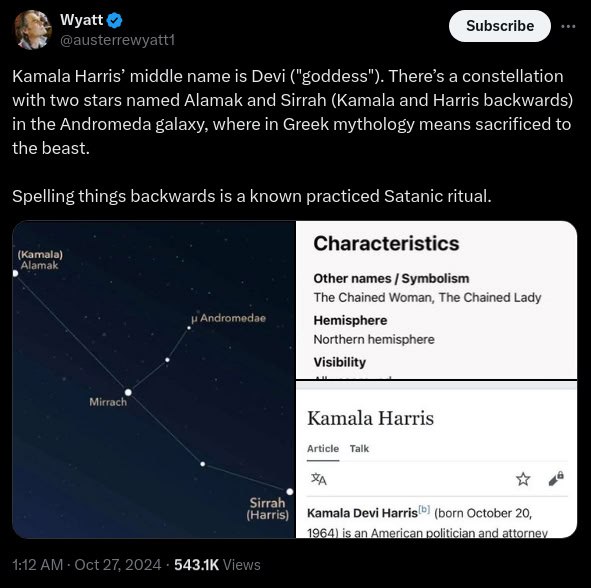 Wyatt
@austerrewyatt1
Subscribe
Kamala Harris’ middle name is Devi ("goddess"). There’s a constellation
with two stars named Alamak and Sirrah (Kamala and Harris backwards)
in the Andromeda galaxy, where in Greek mythology means sacrificed to
the beast.
Spelling things backwards is a known practiced Satanic ritual.
(Kamala)
Alamak
μ Andromedae
Mirrach
Sirrah
(Harris)
Characteristics
Other names / Symbolism
The Chained Woman, The Chained Lady
Hemisphere
Northern hemisphere
Visibility
Kamala Harris
Article Talk
Kamala Devi Harris[b] (born October 20,
1964) is an American politician and attorney
1:12 AM · Oct 27, 2024 · 543.1K Views